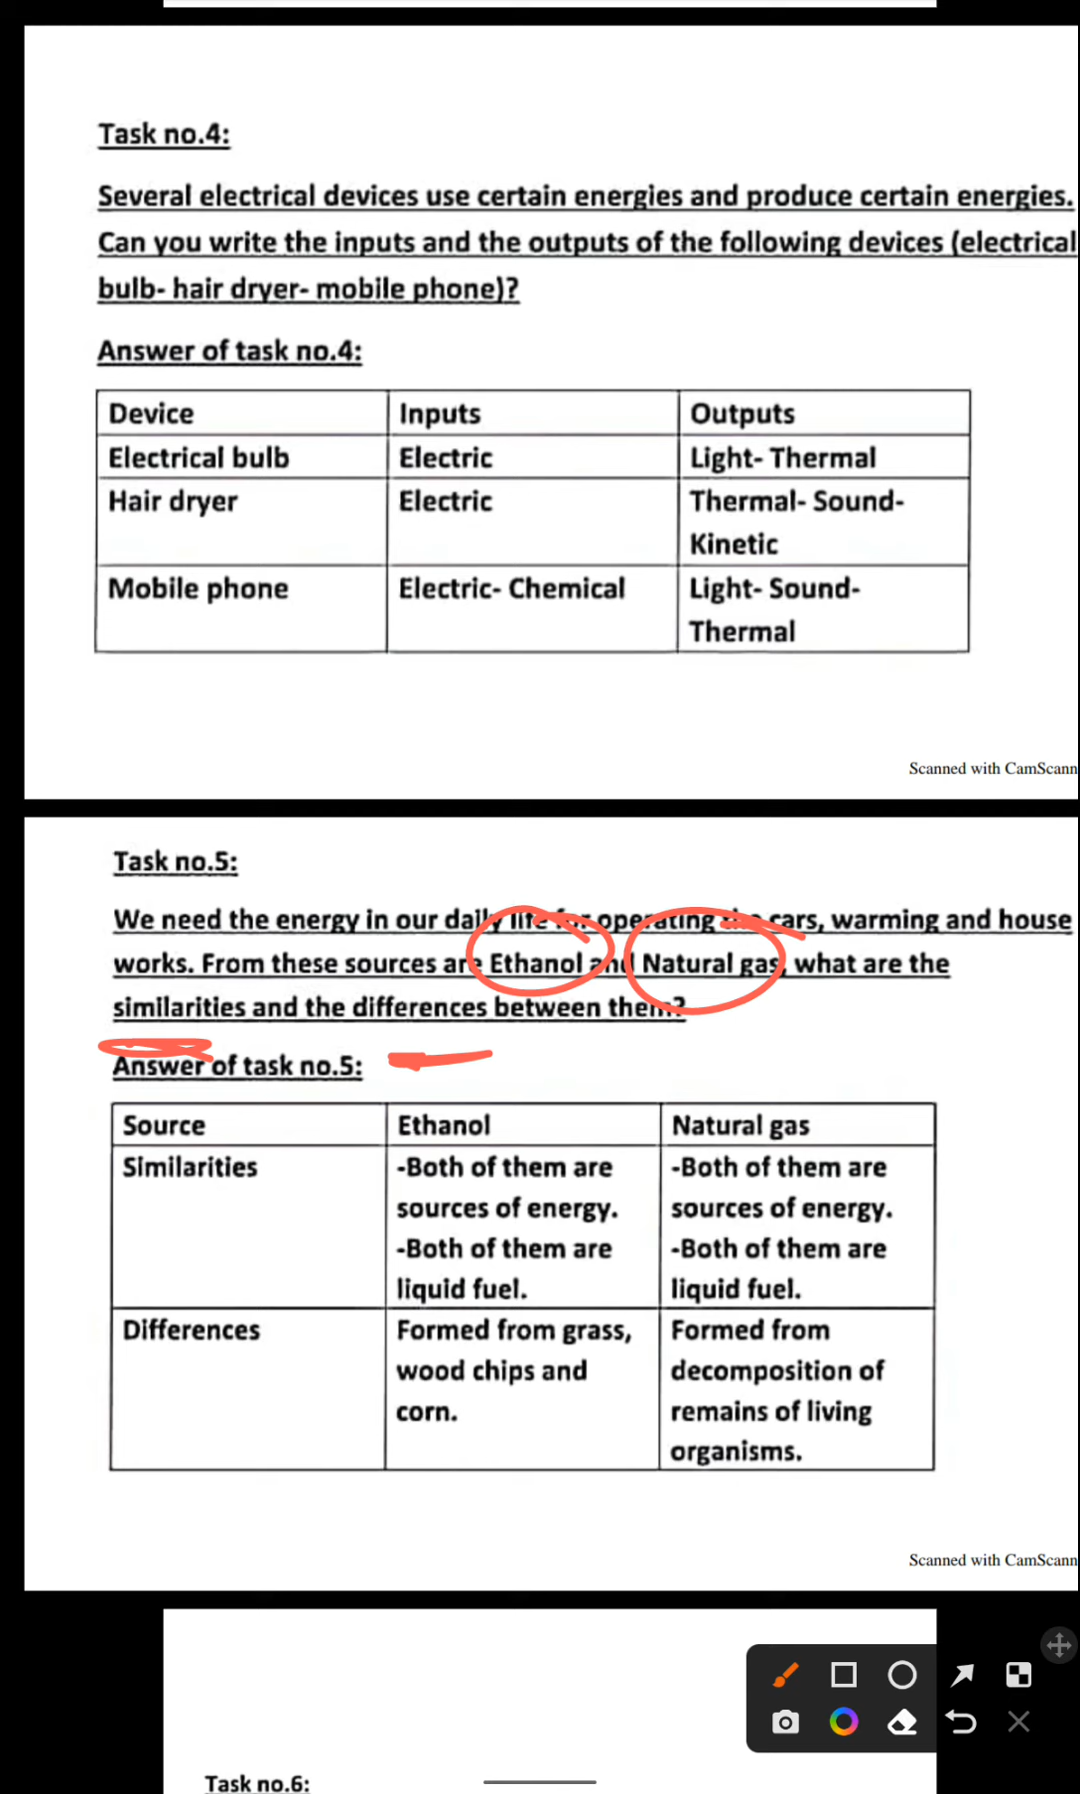 Task no.4:
Several electrical devices use certain energies and produce certain energies.
Can you write the inputs and the outputs of the following devices (electrical
bulb- hair dryer- mobile phone)?
Answer of task no.4:
Device Inputs Outputs
Electrical bulb Electric Light- Thermal
Hair dryer Electric Thermal- Sound-
Kinetic
Mobile phone Electric- Chemical Light- Sound-
Thermal
Scanned with CamScann
Task no.5:
We need the energy in our daily life for operating the cars, warming and house
works. From these sources are Ethanol and Natural gas, what are the
similarities and the differences between them?
Answer of task no.5:
Source Ethanol Natural gas
Similarities -Both of them are -Both of them are
sources of energy. sources of energy.
-Both of them are -Both of them are
liquid fuel. liquid fuel.
Differences Formed from grass, Formed from
wood chips and decomposition of
corn. remains of living
organisms.
Scanned with CamScann
Task no.6: